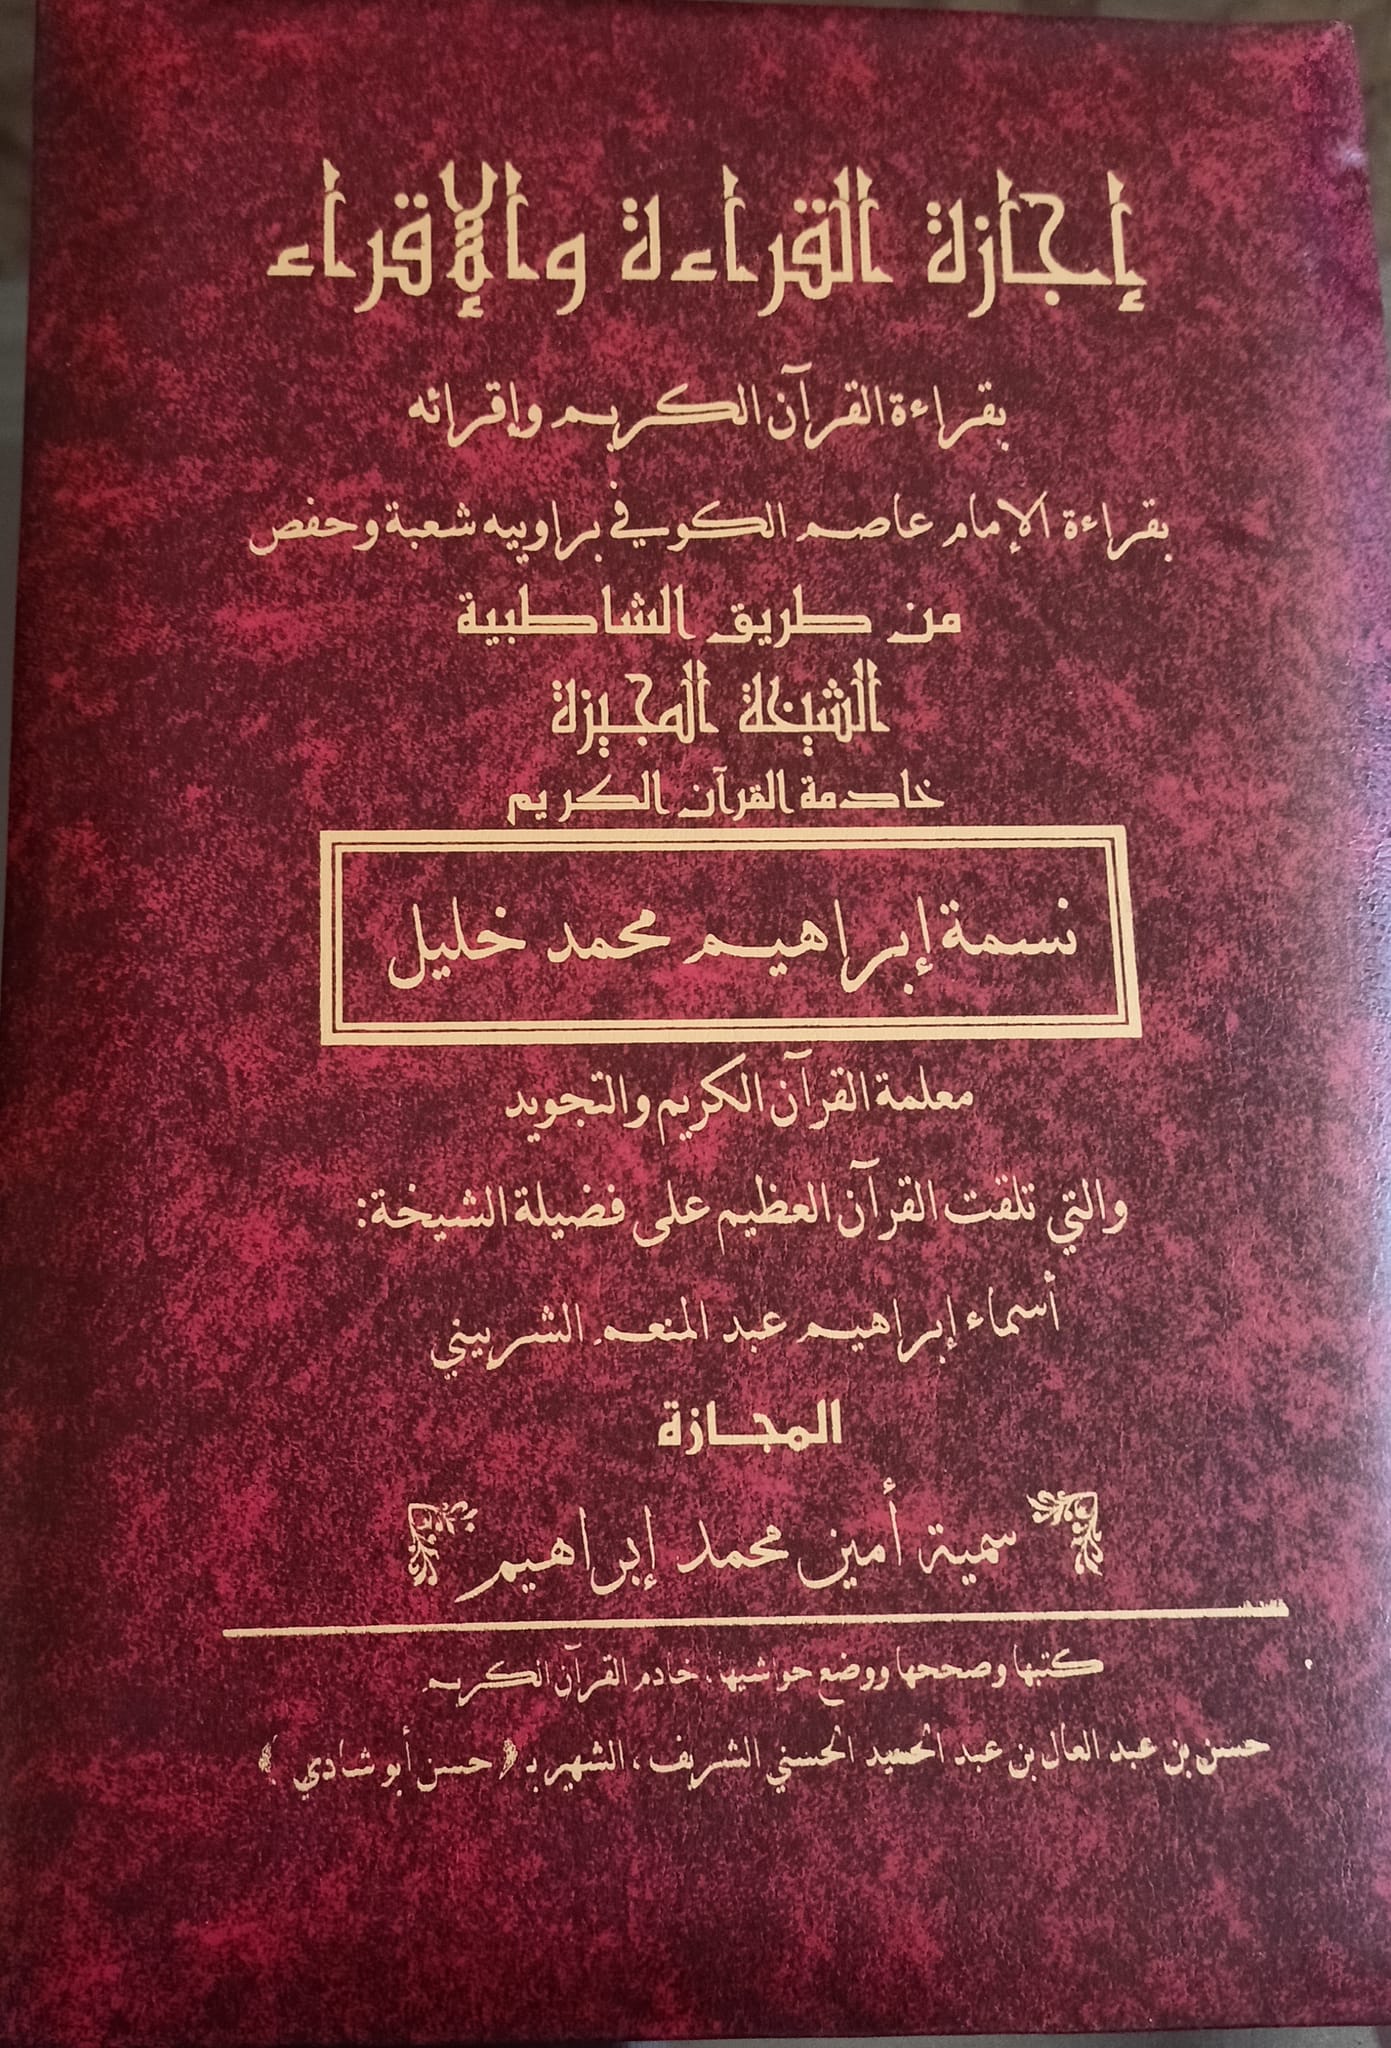 إجازة القراءة والإقراء
بقراءة القرآن الكريم وإقرائه
بقراءة الإمام عاصم الكوفي براوييه شعبة وحفص
من طريق الشاطبية
الشيخة المجيزة
خادمة القرآن الكريم
نسمة إبراهيم محمد خليل
معلمة القرآن الكريم والتجويد
والتي تلقت القرآن العظيم على فضيلة الشيخة:
أسماء إبراهيم عبد المنعم الشربيني
المجازة
سمية أمين محمد إبراهيم
كتبها وصححها ووضع حواشيها، خادم القرآن الكريم
حسن بن عبد العال بن عبد الحميد الحسني الشريف، الشهير بـ ﴿حسن أبو شادي﴾